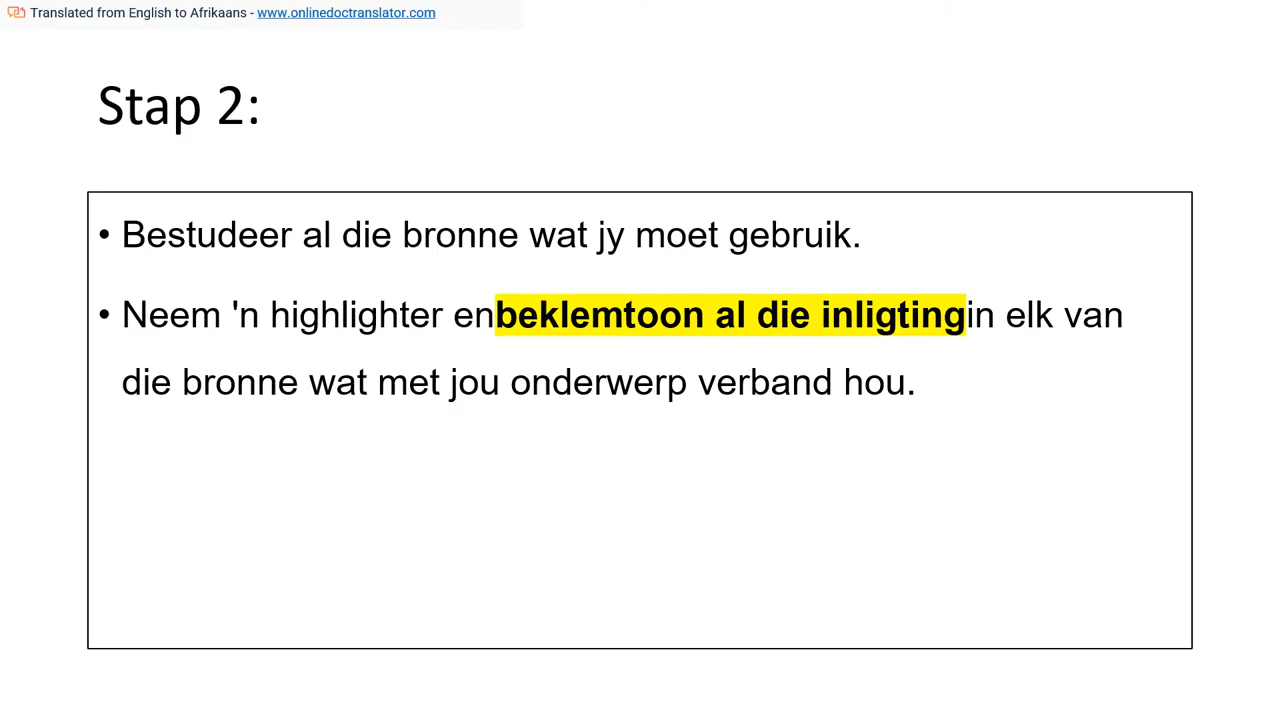 Translated from English to Afrikaans - www.onlinedoctranslator.com
Stap 2:
• Bestudeer al die bronne wat jy moet gebruik.
• Neem 'n highlighter enbeklemtoon al die inligtingin elk van
die bronne wat met jou onderwerp verband hou.